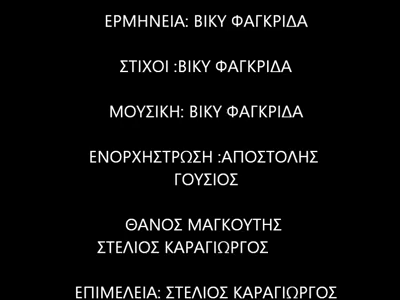 ΕΡΜΗΝΕΙΑ: ΒΙΚΥ ΦΑΓΚΡΙΔΑ
ΣΤΙΧΟΙ :ΒΙΚΥ ΦΑΓΚΡΙΔΑ
ΜΟΥΣΙΚΗ: ΒΙΚΥ ΦΑΓΚΡΙΔΑ
ΕΝΟΡΧΗΣΤΡΩΣΗ :ΑΠΟΣΤΟΛΗΣ
ΓΟΥΣΙΟΣ
ΘΑΝΟΣ ΜΑΓΚΟΥΤΗΣ
ΣΤΕΛΙΟΣ ΚΑΡΑΓΙΩΡΓΟΣ
ΕΠΙΜΕΛΕΙΑ: ΣΤΕΛΙΟΣ ΚΑΡΑΓΙΩΡΓΟΣ